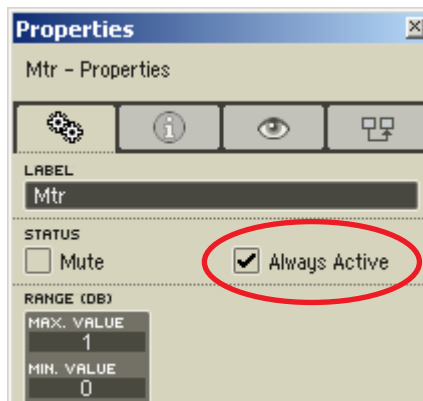 Properties
Mtr - Properties
LABEL
Mtr
STATUS
Mute
Always Active
RANGE (DB)
MAX. VALUE
1
MIN. VALUE
0